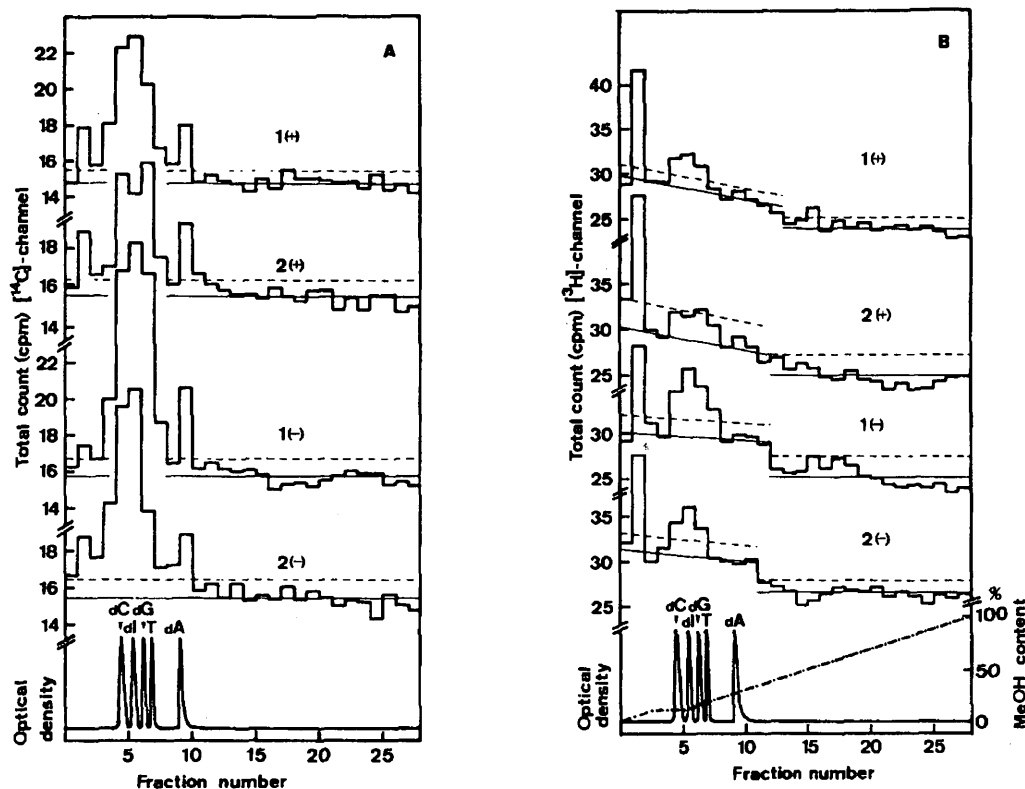 A
Total count (cpm) [¹⁴C]-channel
22
20
18
16
14
18
16
15
20
18
16
14
18
16
14
1(+)
2(+)
1(−)
2(−)
dC dG
dI T
dA
Optical density
5 10 15 20 25
Fraction number
B
Total count (cpm) [³H]-channel
40
35
30
25
35
30
25
30
25
35
30
25
1(+)
2(+)
1(−)
2(−)
dC dG
dI T
dA
Optical density
%
100
50
0
MeOH content
5 10 15 20 25
Fraction number